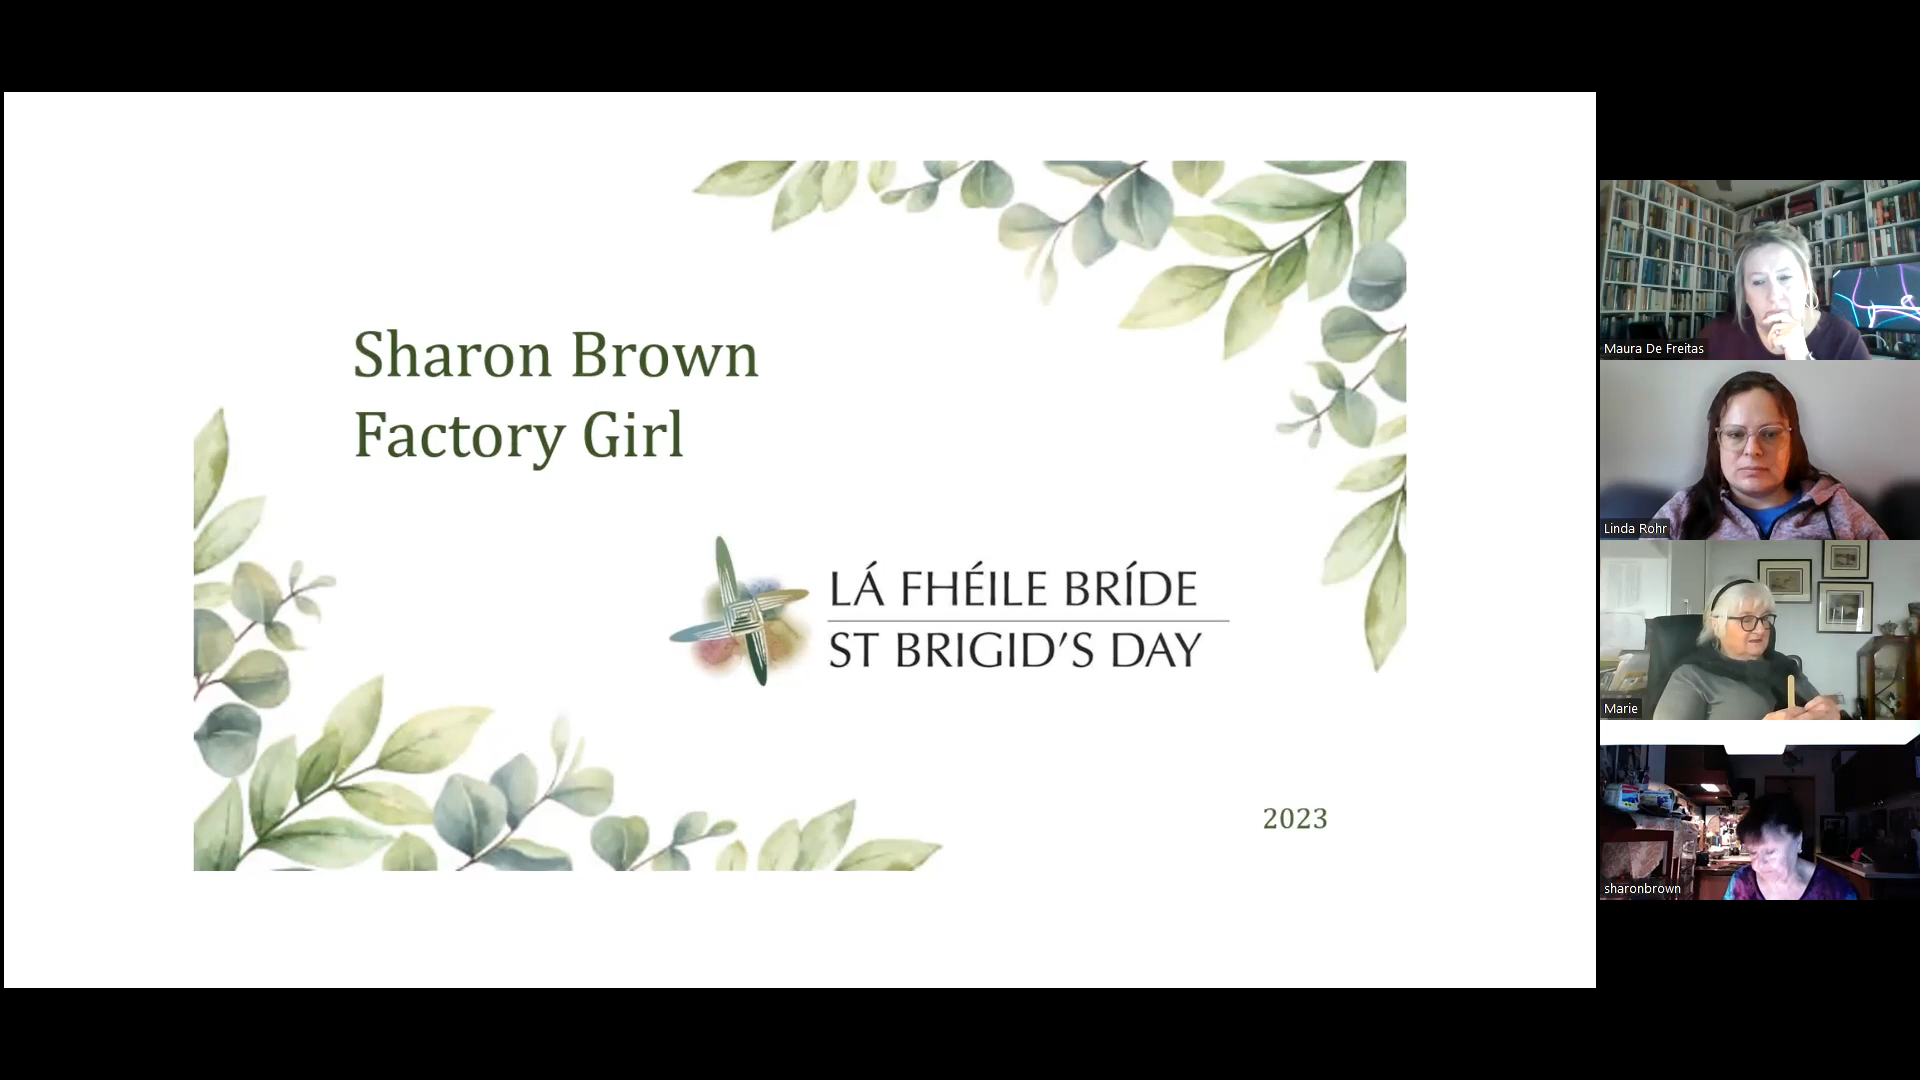 Sharon Brown
Factory Girl
LÁ FHÉILE BRÍDE
ST BRIGID'S DAY
2023
Maura De Freitas
Linda Rohr
Marie
sharonbrown